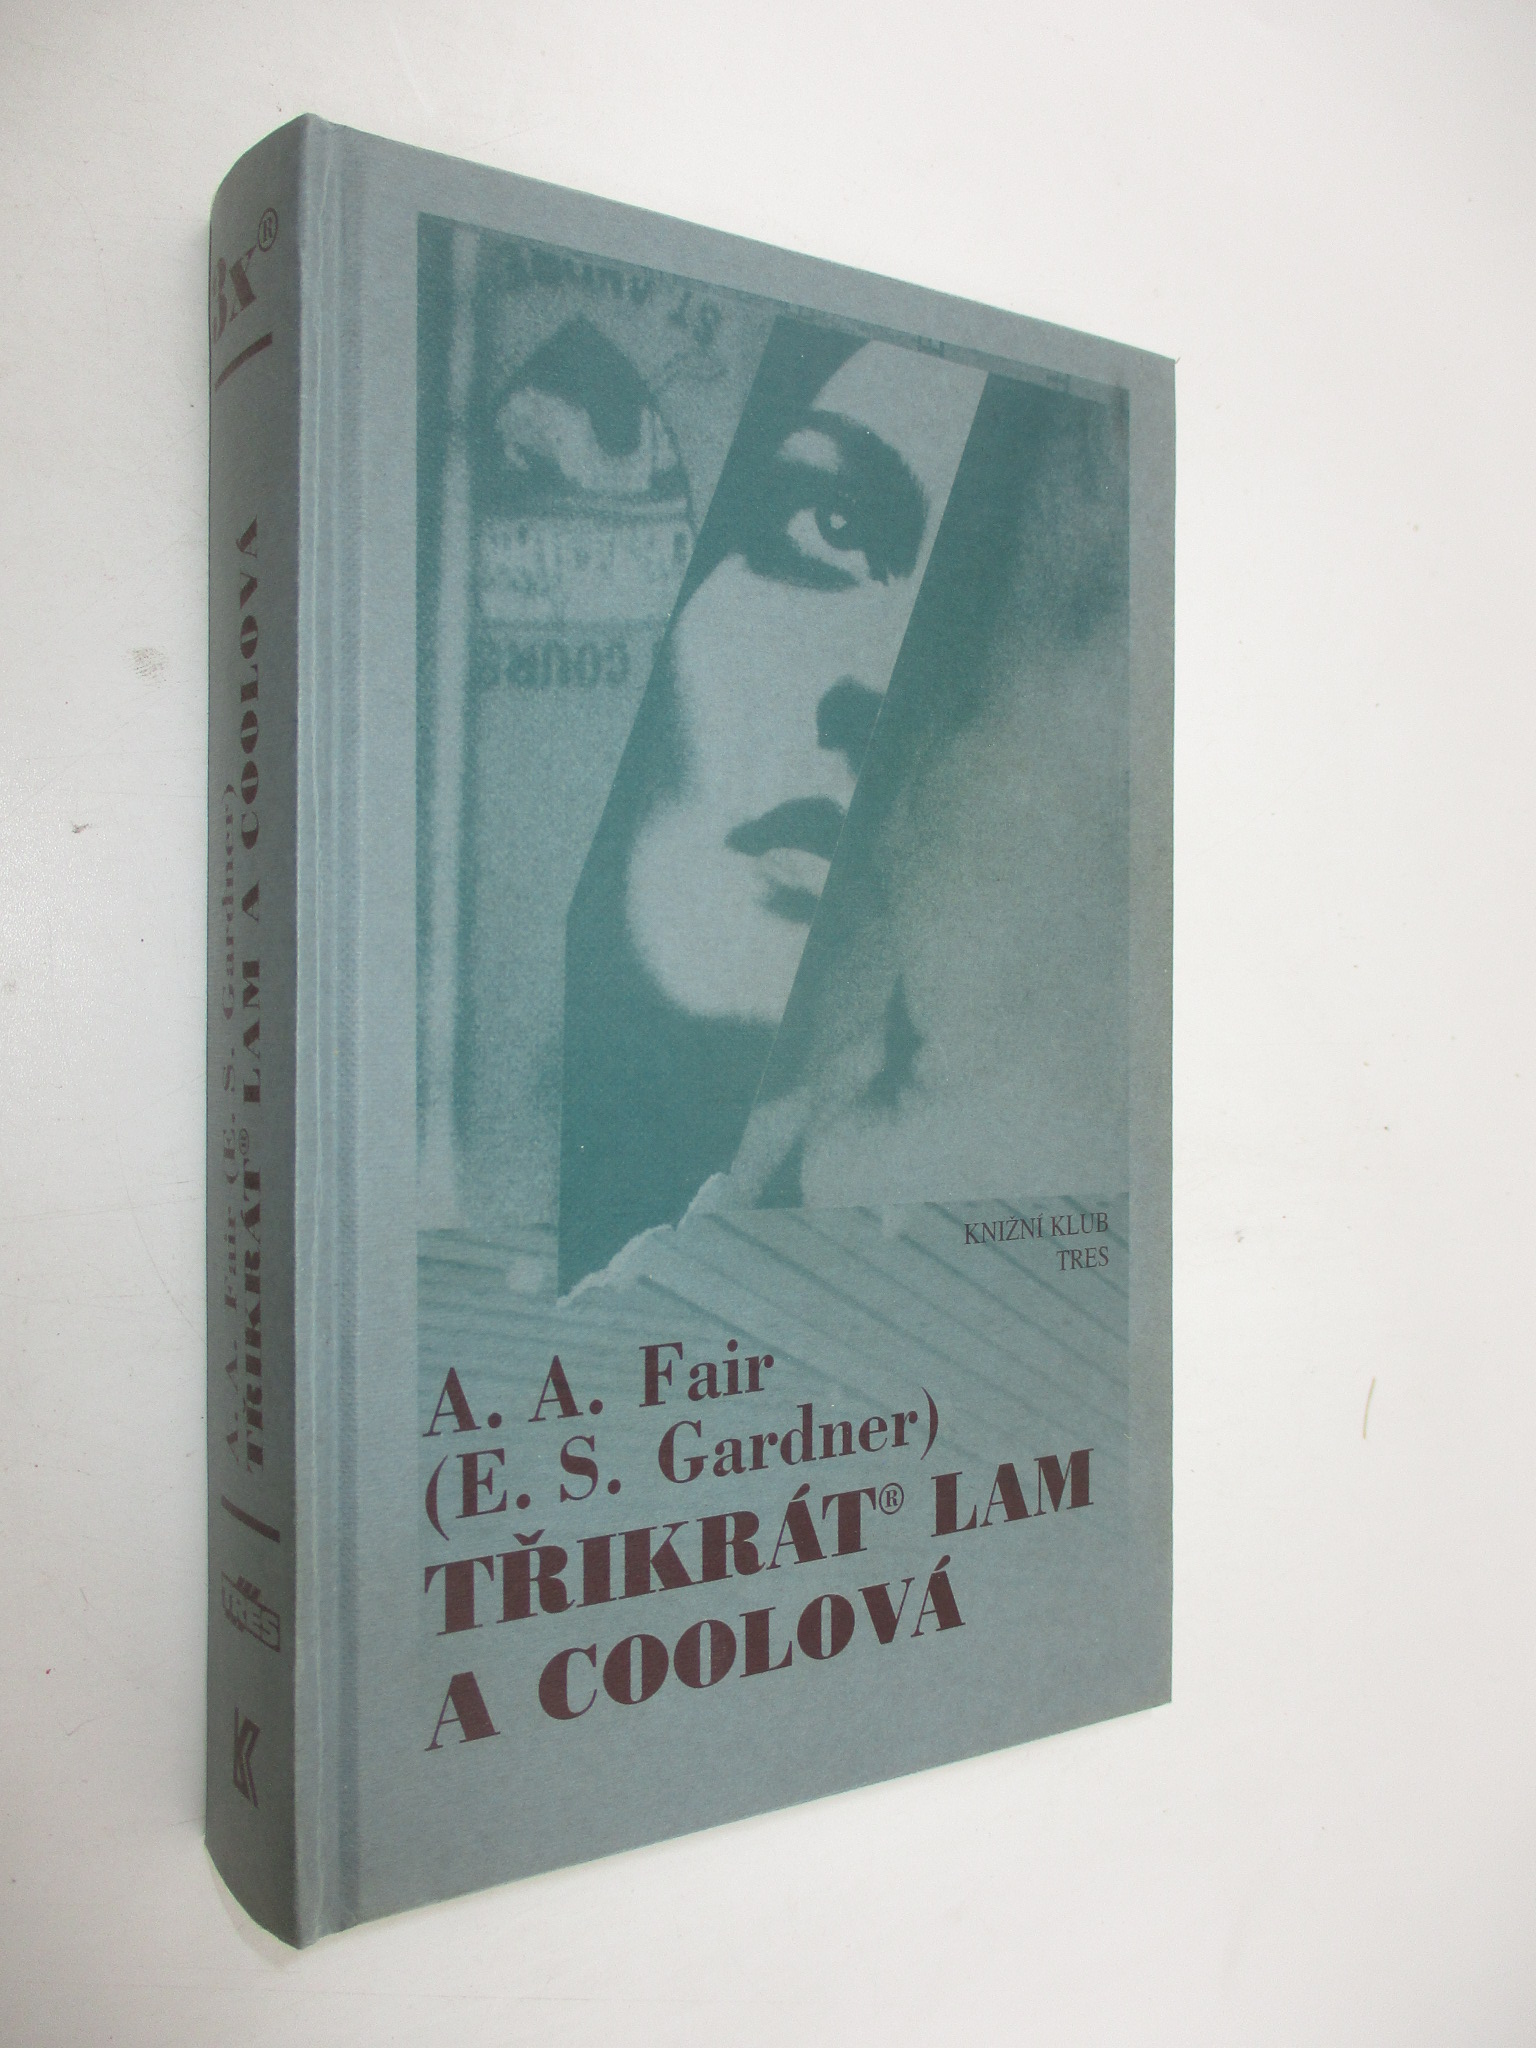 3x®
A. A. Fair (E. S. Gardner)
TŘIKRÁT® LAM A COOLOVÁ
TRES
KNIŽNÍ KLUB
TRES
A. A. Fair
(E. S. Gardner)
TŘIKRÁT® LAM
A COOLOVÁ